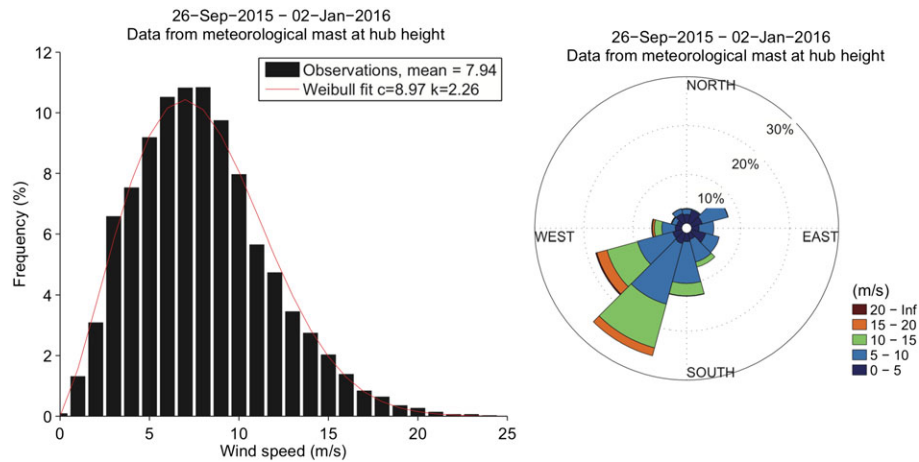 26-Sep-2015 - 02-Jan-2016
Data from meteorological mast at hub height
Observations, mean = 7.94
Weibull fit c=8.97 k=2.26
Frequency (%)
12
10
8
6
4
2
0
0 5 10 15 20 25
Wind speed (m/s)
26-Sep-2015 - 02-Jan-2016
Data from meteorological mast at hub height
NORTH
30%
20%
10%
WEST
EAST
SOUTH
(m/s)
20 - Inf
15 - 20
10 - 15
5 - 10
0 - 5